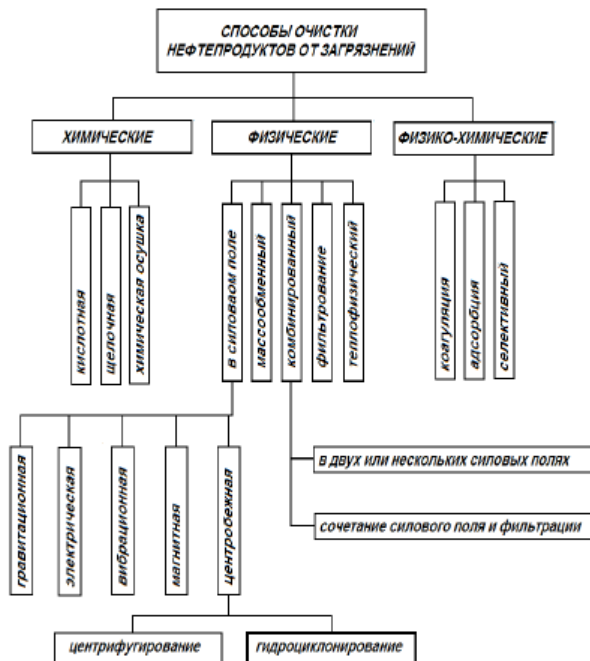 СПОСОБЫ ОЧИСТКИ
НЕФТЕПРОДУКТОВ ОТ ЗАГРЯЗНЕНИЙ
ХИМИЧЕСКИЕ
ФИЗИЧЕСКИЕ
ФИЗИКО-ХИМИЧЕСКИЕ
кислотная
щелочная
химическая осушка
в силоваом поле
массообменный
комбинированный
фильтрование
теплофизический
коагуляция
адсорбция
селективный
гравитационная
электрическая
вибрационная
магнитная
центробежная
в двух или нескольких силовых полях
сочетание силового поля и фильтрации
центрифугирование
гидроциклонирование